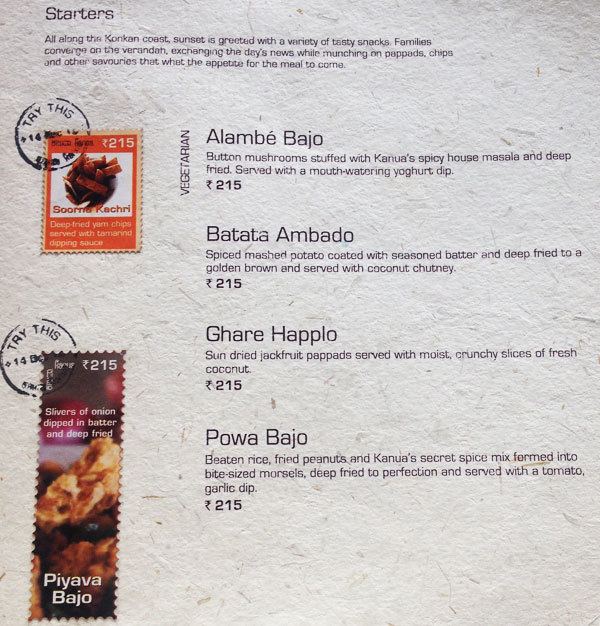 Starters
All along the Konkan coast, sunset is greeted with a variety of tasty snacks. Families
converge on the verandah, exchanging the day's news while munching on pappads, chips
and other savouries that whet the appetite for the meal to come.
TRY THIS
₹215
Soorna Kachri
Deep-fried yam chips
served with tamarind
dipping sauce
VEGETARIAN
Alambé Bajo
Button mushrooms stuffed with Kanua's spicy house masala and deep
fried. Served with a mouth-watering yoghurt dip.
₹ 215
Batata Ambado
Spiced mashed potato coated with seasoned batter and deep fried to a
golden brown and served with coconut chutney.
₹ 215
TRY THIS
₹215
Slivers of onion
dipped in batter
and deep fried
Piyava
Bajo
Ghare Happlo
Sun dried jackfruit pappads served with moist, crunchy slices of fresh
coconut.
₹ 215
Powa Bajo
Beaten rice, fried peanuts and Kanua's secret spice mix formed into
bite-sized morsels, deep fried to perfection and served with a tomato,
garlic dip.
₹ 215